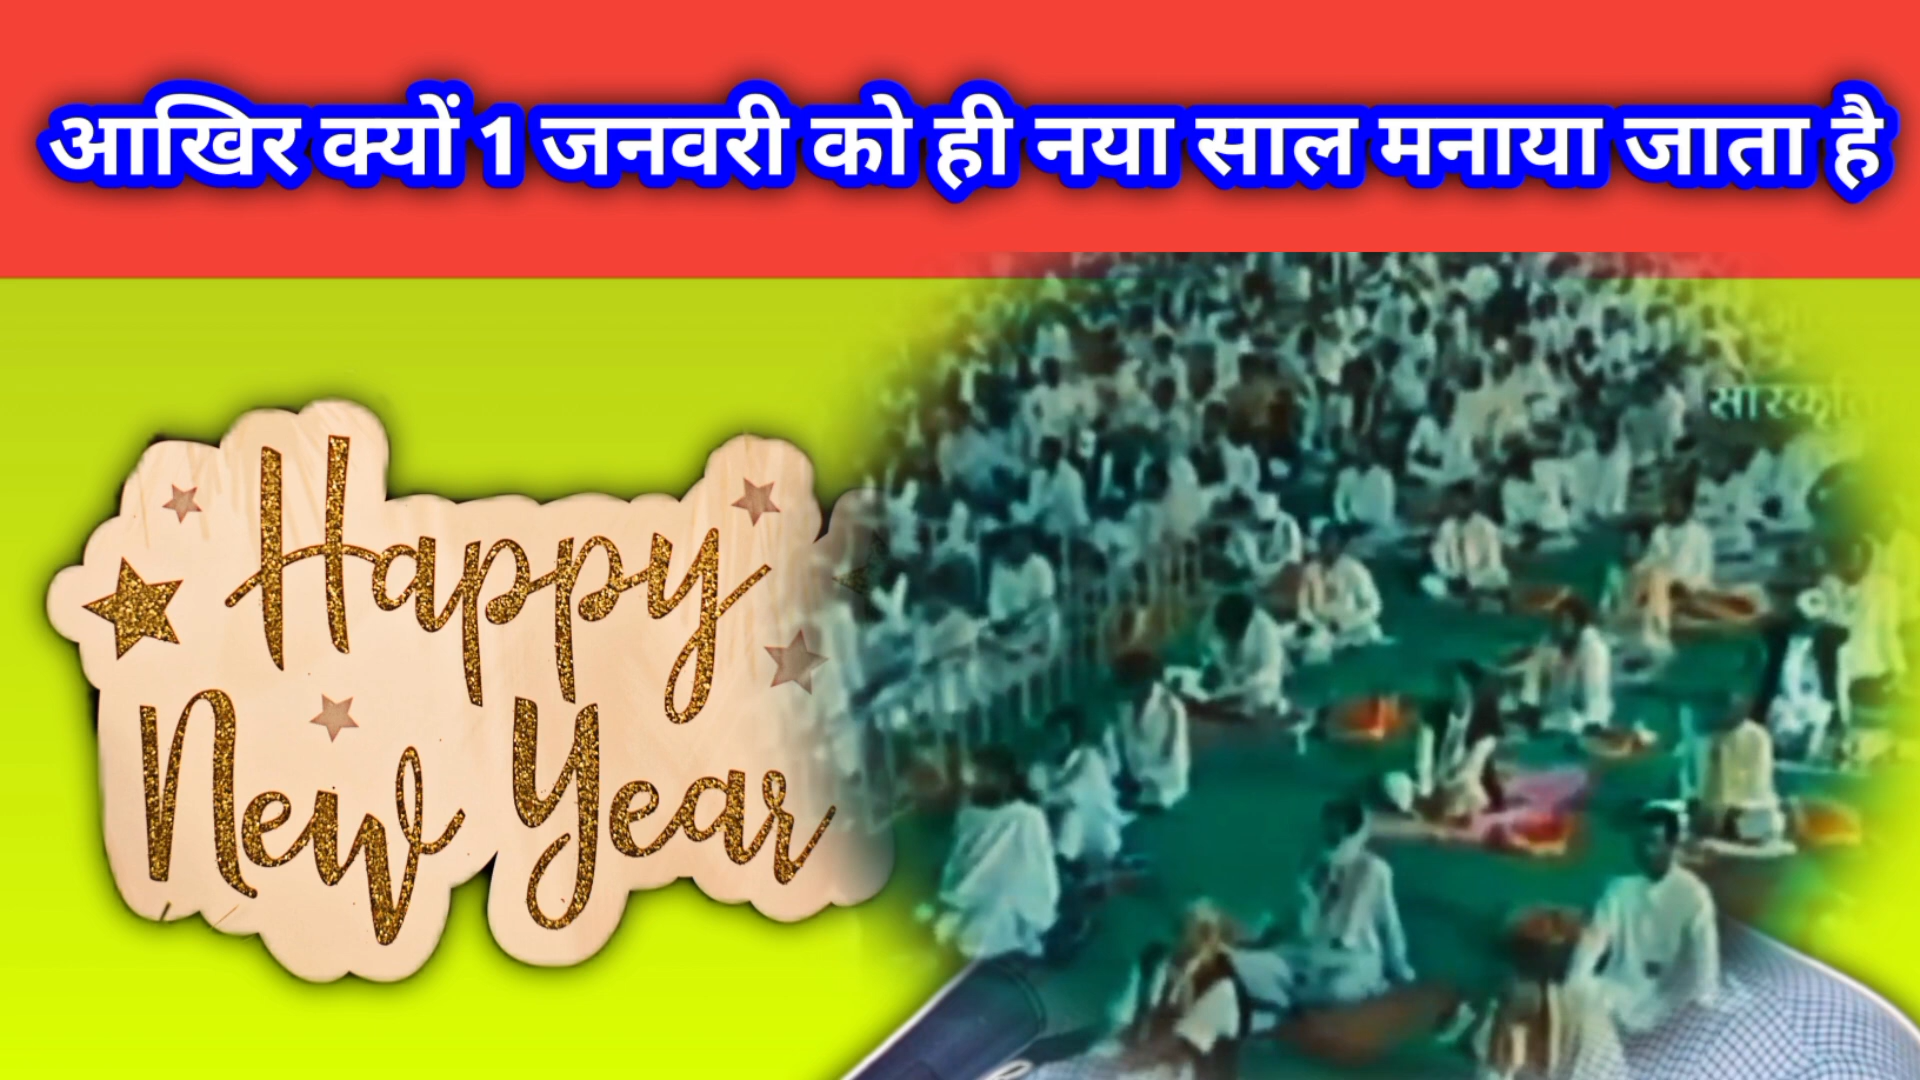 आखिर क्यों 1 जनवरी को ही नया साल मनाया जाता है
Happy
New Year